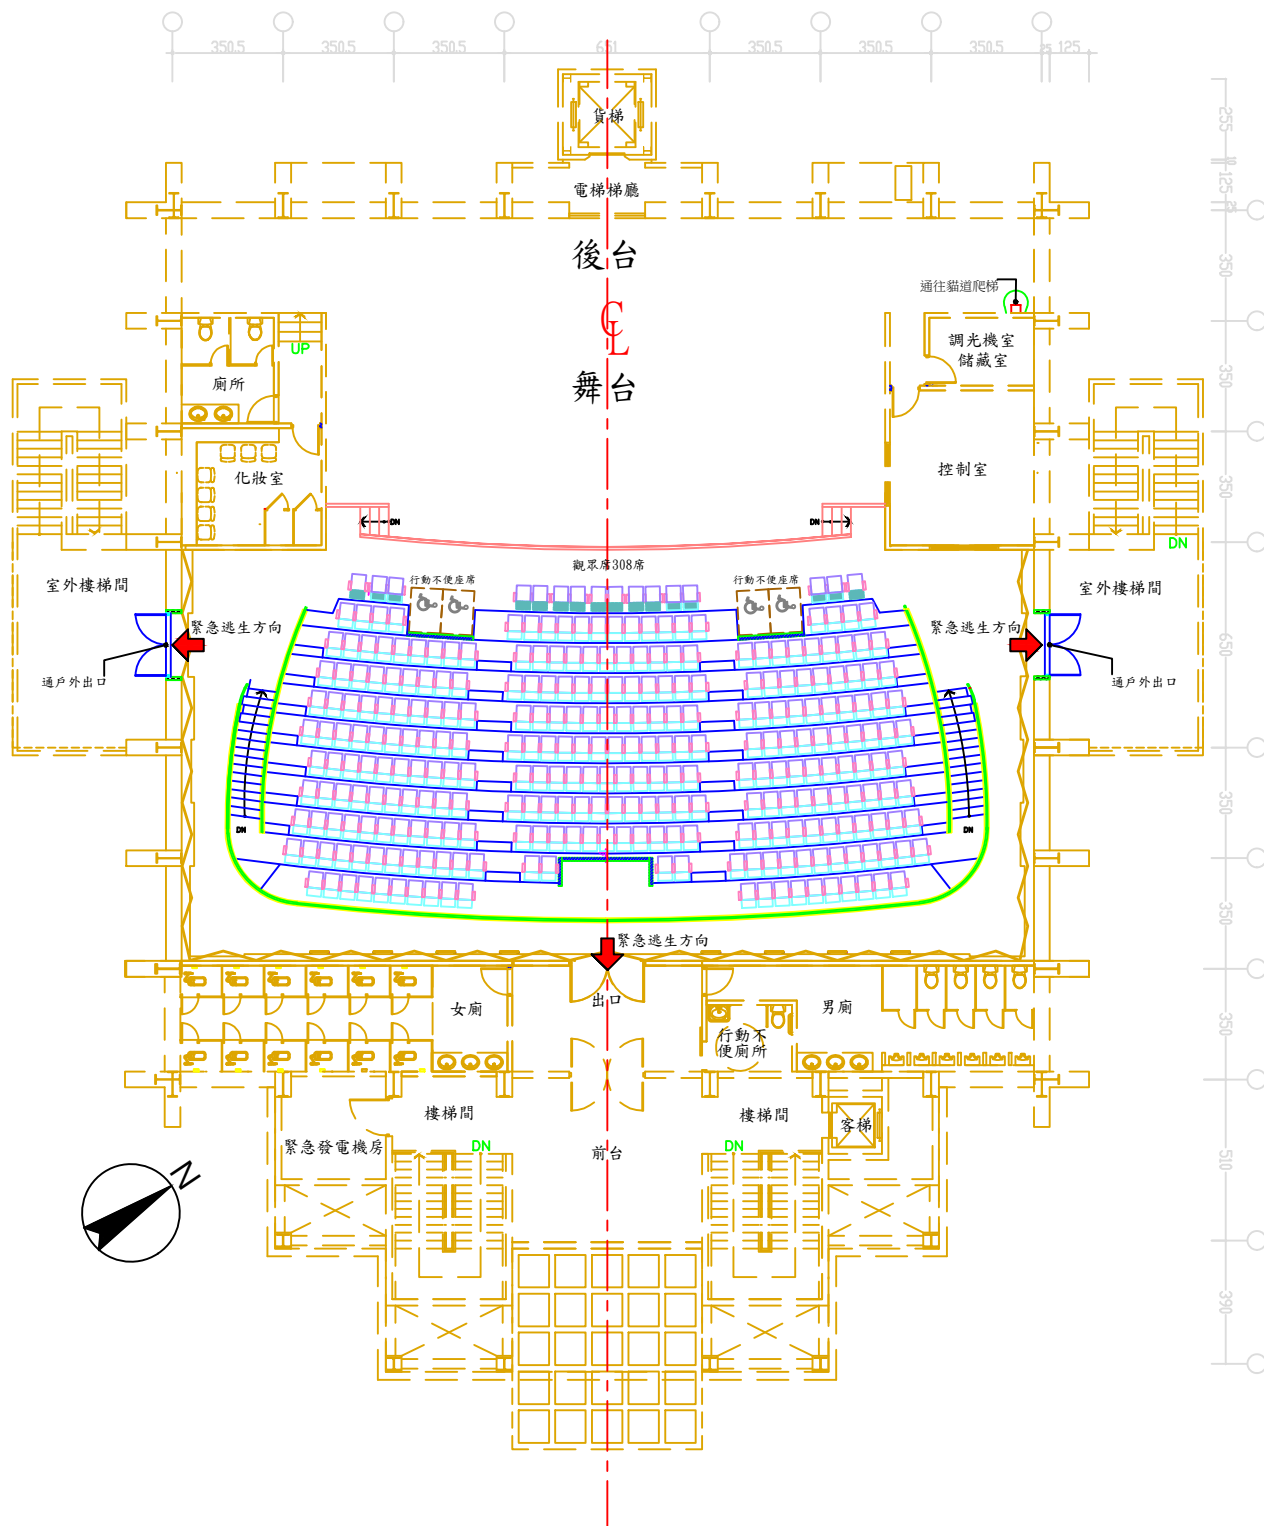 350.5
350.5
350.5
651
350.5
350.5
350.5
25
125
貨梯
255
10
125
25
電梯梯廳
後台
350
通往貓道爬梯
CL
UP
調光機室
儲藏室
350
廁所
舞台
化妝室
控制室
350
DN
DN
DN
觀眾席308席
室外樓梯間
行動不便座席
行動不便座席
室外樓梯間
緊急逃生方向
緊急逃生方向
650
通戶外出口
通戶外出口
350
DN
DN
350
緊急逃生方向
出口
女廁
男廁
350
行動不
便廁所
樓梯間
樓梯間
客梯
緊急發電機房
DN
前台
DN
510
N
390